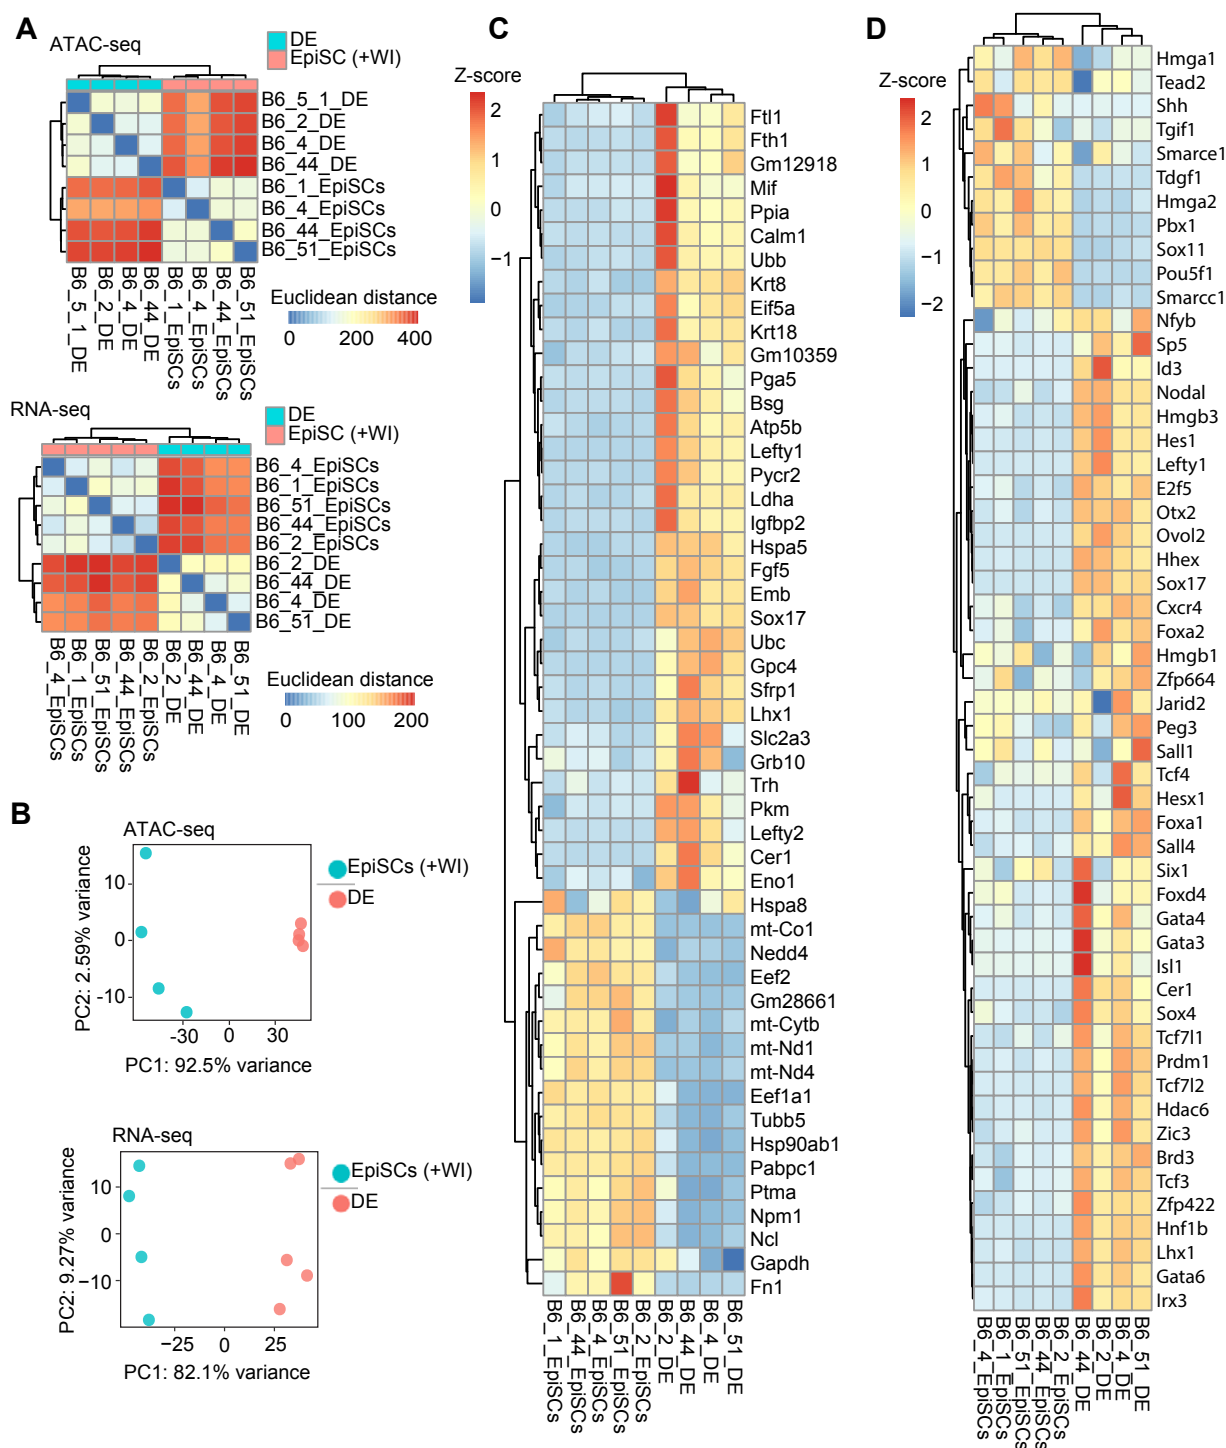 A
ATAC-seq
DE
EpiSC (+WI)
B6_5_1_DE
B6_2_DE
B6_4_DE
B6_44_DE
B6_1_EpiSCs
B6_4_EpiSCs
B6_44_EpiSCs
B6_51_EpiSCs
B6_5_1_DE
B6_2_DE
B6_4_DE
B6_44_DE
B6_1_EpiSCs
B6_4_EpiSCs
B6_44_EpiSCs
B6_51_EpiSCs
Euclidean distance
0 200 400
RNA-seq
DE
EpiSC (+WI)
B6_4_EpiSCs
B6_1_EpiSCs
B6_51_EpiSCs
B6_44_EpiSCs
B6_2_EpiSCs
B6_2_DE
B6_44_DE
B6_4_DE
B6_51_DE
B6_4_EpiSCs
B6_1_EpiSCs
B6_51_EpiSCs
B6_44_EpiSCs
B6_2_EpiSCs
B6_2_DE
B6_44_DE
B6_4_DE
B6_51_DE
Euclidean distance
0 100 200
B
ATAC-seq
PC2: 2.59% variance
10
0
-10
-30 0 30
PC1: 92.5% variance
EpiSCs (+WI)
DE
RNA-seq
PC2: 9.27% variance
10
0
−10
−25 0 25
PC1: 82.1% variance
EpiSCs (+WI)
DE
C
Z-score
2
1
0
−1
Ftl1
Fth1
Gm12918
Mif
Ppia
Calm1
Ubb
Krt8
Eif5a
Krt18
Gm10359
Pga5
Bsg
Atp5b
Lefty1
Pycr2
Ldha
Igfbp2
Hspa5
Fgf5
Emb
Sox17
Ubc
Gpc4
Sfrp1
Lhx1
Slc2a3
Grb10
Trh
Pkm
Lefty2
Cer1
Eno1
Hspa8
mt-Co1
Nedd4
Eef2
Gm28661
mt-Cytb
mt-Nd1
mt-Nd4
Eef1a1
Tubb5
Hsp90ab1
Pabpc1
Ptma
Npm1
Ncl
Gapdh
Fn1
B6_1_EpiSCs
B6_44_EpiSCs
B6_4_EpiSCs
B6_51_EpiSCs
B6_2_EpiSCs
B6_2_DE
B6_44_DE
B6_4_DE
B6_51_DE
D
Z-score
2
1
0
−1
−2
Hmga1
Tead2
Shh
Tgif1
Smarce1
Tdgf1
Hmga2
Pbx1
Sox11
Pou5f1
Smarcc1
Nfyb
Sp5
Id3
Nodal
Hmgb3
Hes1
Lefty1
E2f5
Otx2
Ovol2
Hhex
Sox17
Cxcr4
Foxa2
Hmgb1
Zfp664
Jarid2
Peg3
Sall1
Tcf4
Hesx1
Foxa1
Sall4
Six1
Foxd4
Gata4
Gata3
Isl1
Cer1
Sox4
Tcf7l1
Prdm1
Tcf7l2
Hdac6
Zic3
Brd3
Tcf3
Zfp422
Hnf1b
Lhx1
Gata6
Irx3
B6_4_EpiSCs
B6_1_EpiSCs
B6_51_EpiSCs
B6_44_EpiSCs
B6_2_EpiSCs
B6_44_DE
B6_2_DE
B6_4_DE
B6_51_DE